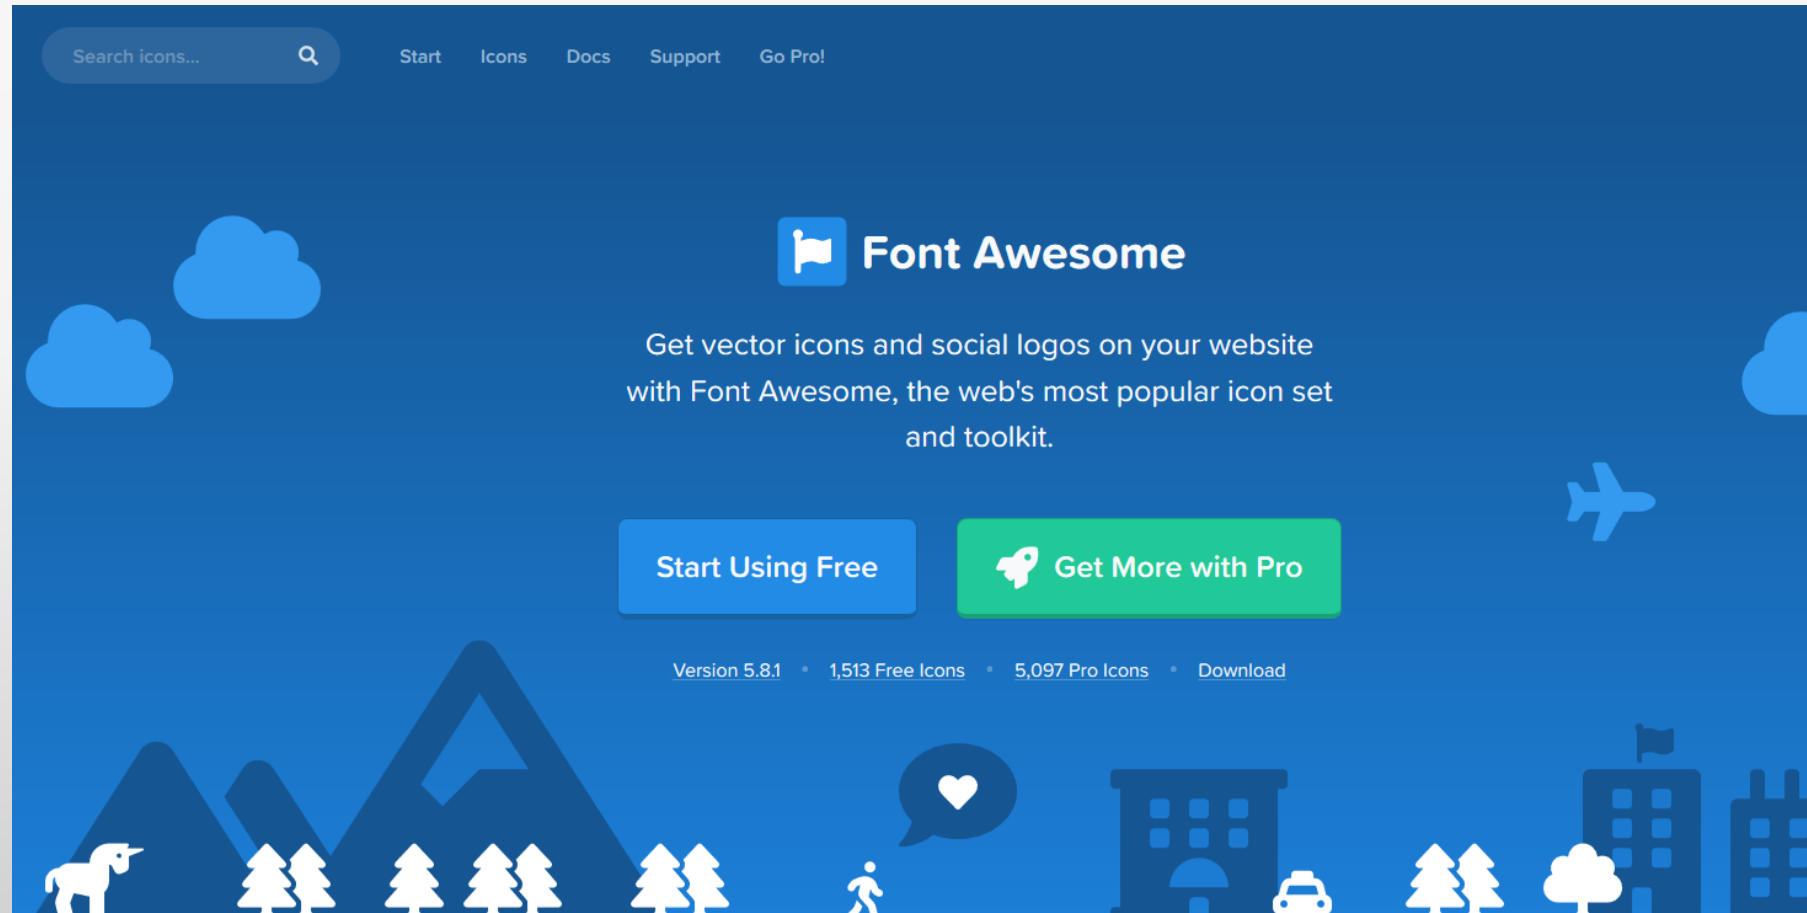 Search icons...
Start Icons Docs Support Go Pro!
Font Awesome
Get vector icons and social logos on your website
with Font Awesome, the web's most popular icon set
and toolkit.
Start Using Free
Get More with Pro
Version 5.8.1 • 1,513 Free Icons • 5,097 Pro Icons • Download